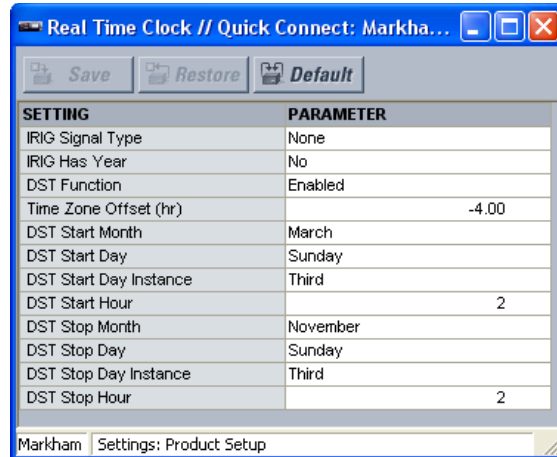 Real Time Clock // Quick Connect: Markha...
Save Restore Default
SETTING PARAMETER
IRIG Signal Type None
IRIG Has Year No
DST Function Enabled
Time Zone Offset (hr) -4.00
DST Start Month March
DST Start Day Sunday
DST Start Day Instance Third
DST Start Hour 2
DST Stop Month November
DST Stop Day Sunday
DST Stop Day Instance Third
DST Stop Hour 2
Markham Settings: Product Setup